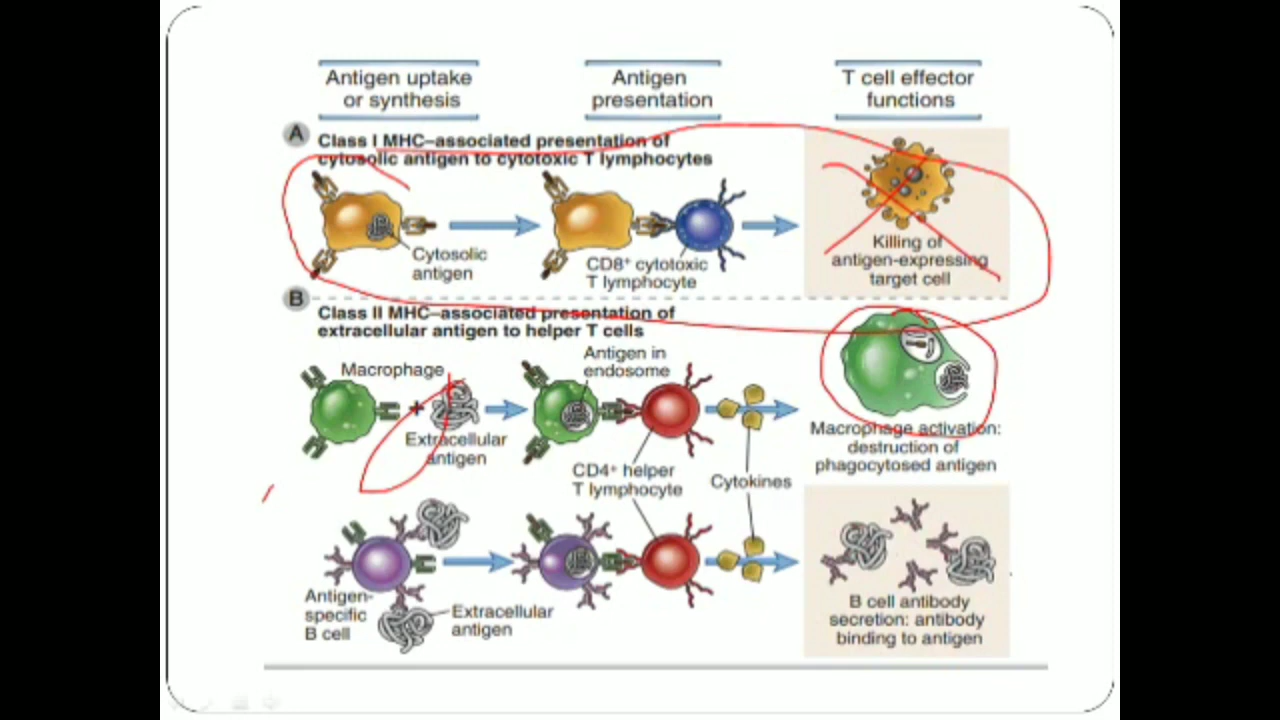 Antigen uptake
or synthesis
Antigen
presentation
T cell effector
functions
A
Class I MHC–associated presentation of
cytosolic antigen to cytotoxic T lymphocytes
Cytosolic
antigen
CD8⁺ cytotoxic
T lymphocyte
Killing of
antigen-expressing
target cell
B
Class II MHC–associated presentation of
extracellular antigen to helper T cells
Macrophage
+
Extracellular
antigen
Antigen in
endosome
CD4⁺ helper
T lymphocyte
Cytokines
Macrophage activation:
destruction of
phagocytosed antigen
Antigen-
specific
B cell
Extracellular
antigen
B cell antibody
secretion: antibody
binding to antigen